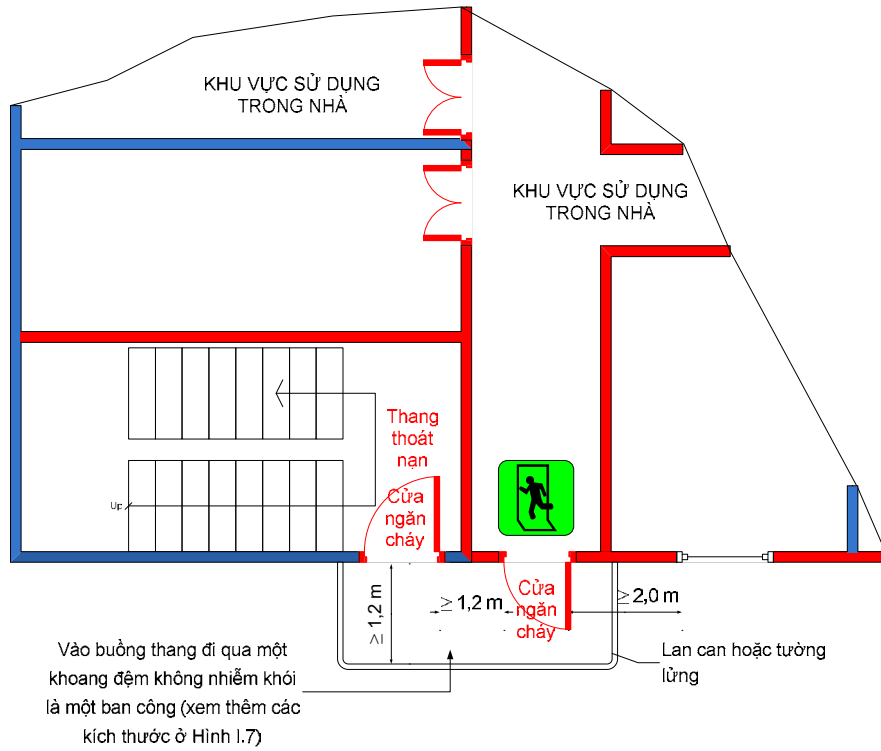 KHU VỰC SỬ DỤNG
TRONG NHÀ
KHU VỰC SỬ DỤNG
TRONG NHÀ
Thang
thoát
nạn
Up
Cửa
ngăn
cháy
≥ 1,2 m
≥ 1,2 m
Cửa
ngăn
cháy
≥ 2,0 m
Vào buồng thang đi qua một
khoang đệm không nhiễm khói
là một ban công (xem thêm các
kích thước ở Hình I.7)
Lan can hoặc tường
lửng